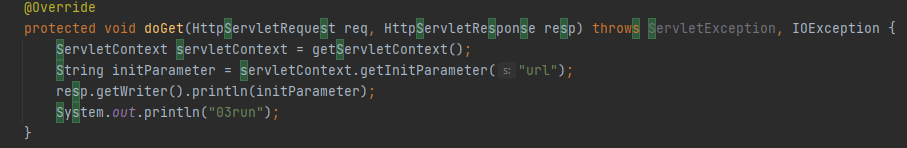 @Override
protected void doGet(HttpServletRequest req, HttpServletResponse resp) throws ServletException, IOException {
ServletContext servletContext = getServletContext();
String initParameter = servletContext.getInitParameter( s: "url");
resp.getWriter().println(initParameter);
System.out.println("03run");
}